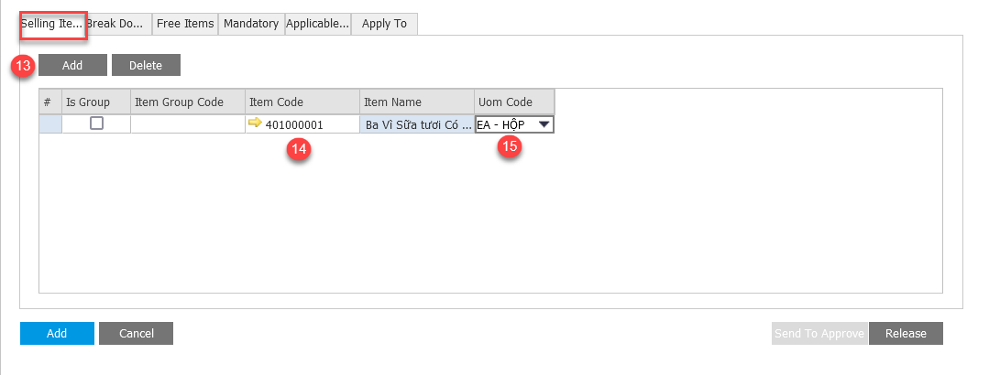 Selling Ite... Break Do... Free Items Mandatory Applicable... Apply To
13 Add Delete
# Is Group Item Group Code Item Code Item Name Uom Code
401000001 Ba Vì Sữa tươi Có ... EA - HỘP
14 15
Add Cancel Send To Approve Release